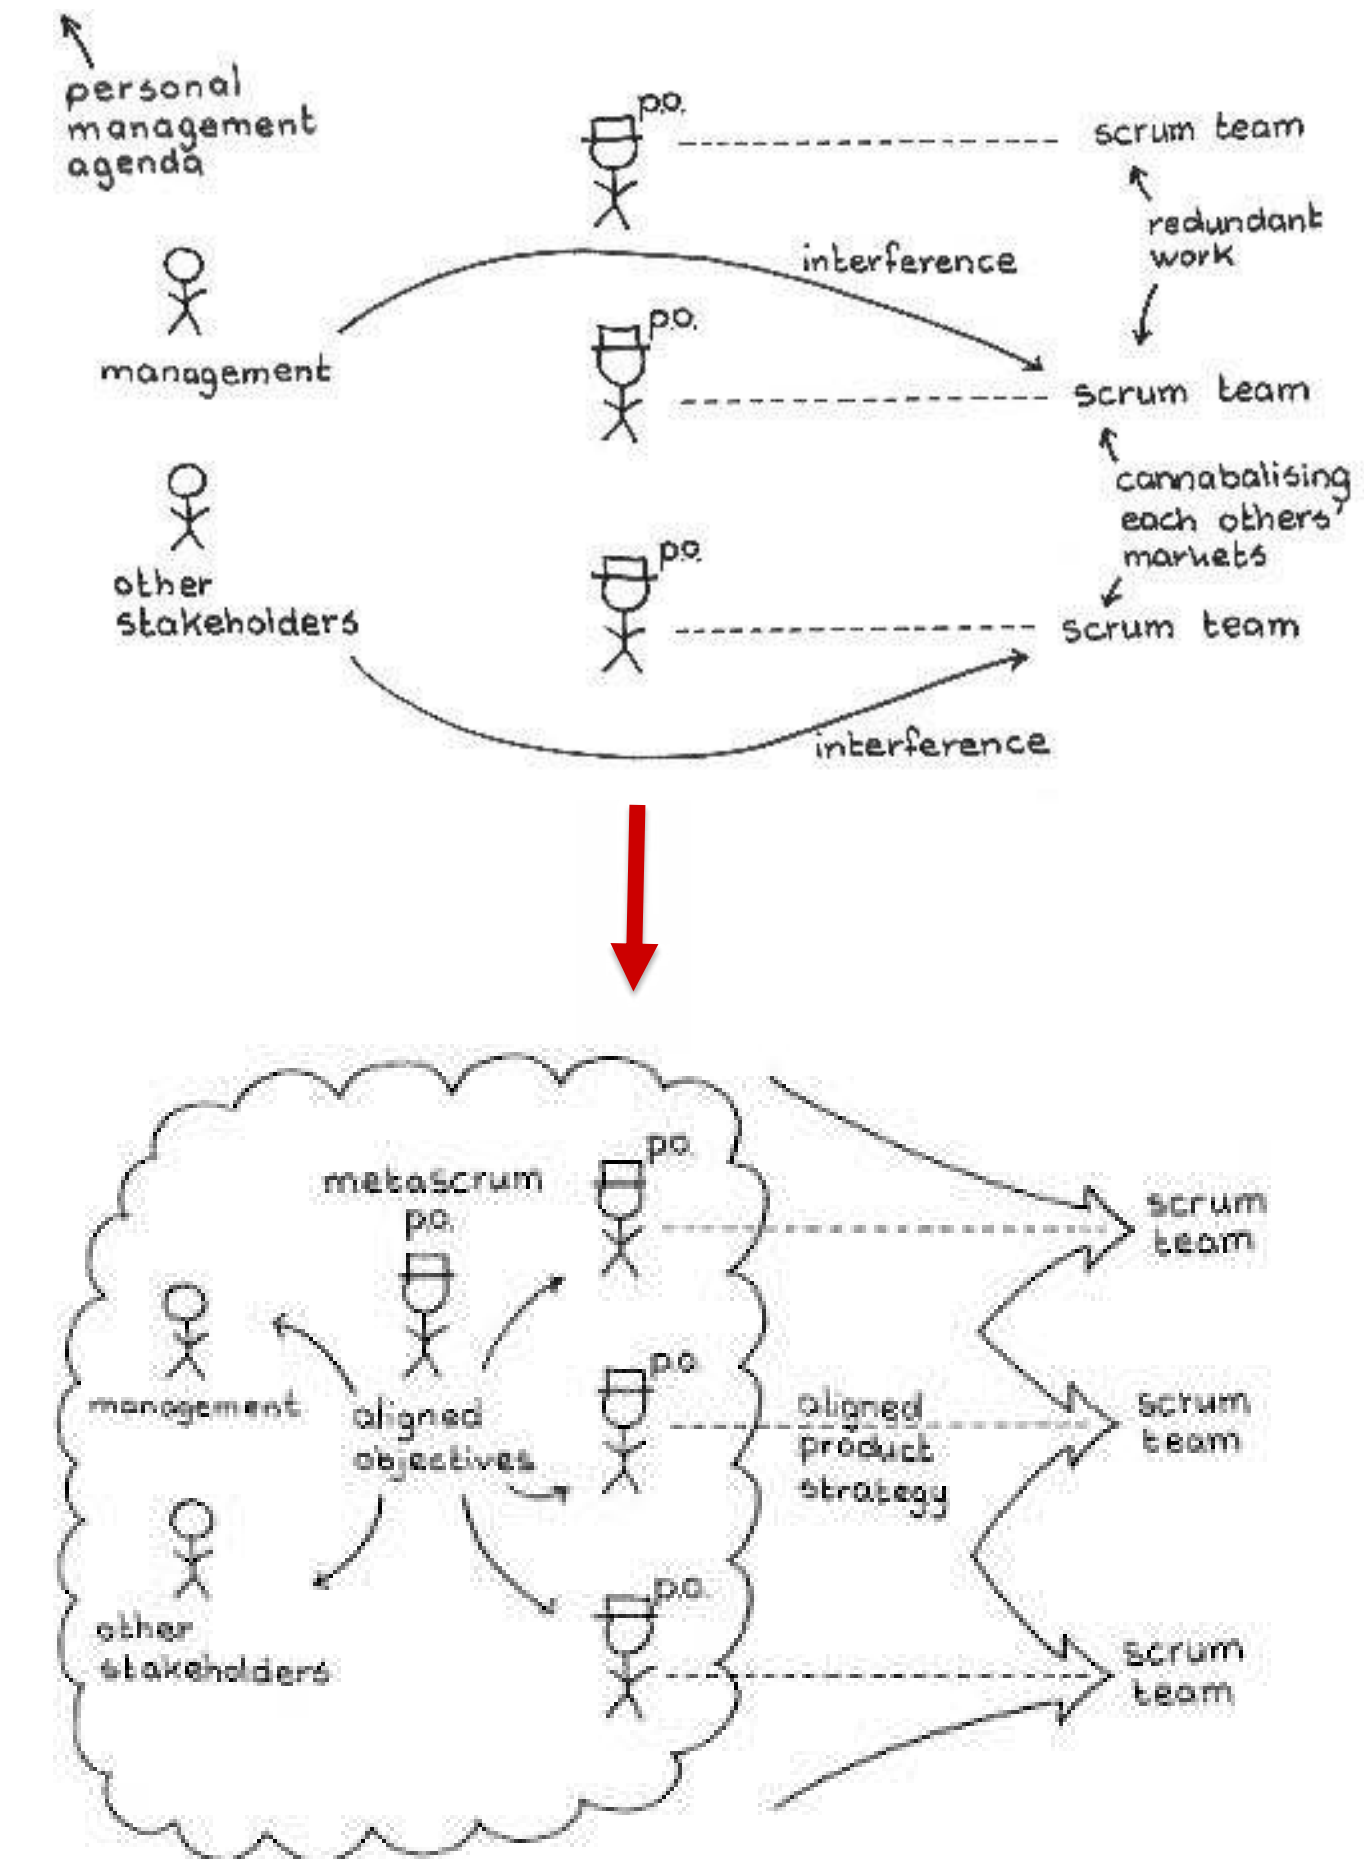 personal
management
agenda
p.o.
scrum team
redundant
work
interference
management
p.o.
scrum team
cannabalising
each others'
markets
other
stakeholders
p.o.
scrum team
interference
metascrum
p.o.
p.o.
scrum
team
management
aligned
objectives
p.o.
aligned
product
strategy
scrum
team
other
stakeholders
p.o.
scrum
team